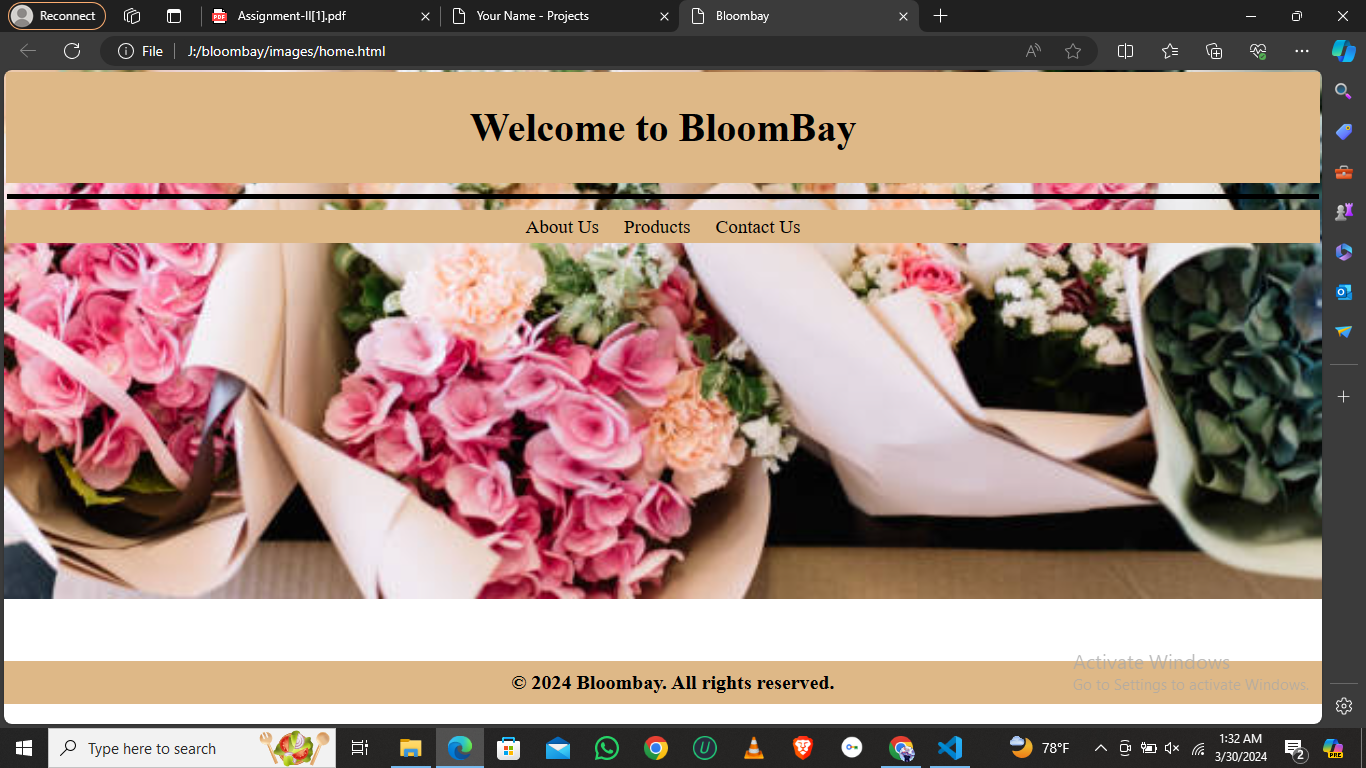 Reconnect
Assignment-II[1].pdf
Your Name - Projects
Bloombay
File
J:/bloombay/images/home.html
Welcome to BloomBay
About Us Products Contact Us
© 2024 Bloombay. All rights reserved.
Activate Windows
Go to Settings to activate Windows.
Type here to search
78°F
1:32 AM
3/30/2024
2
PRE